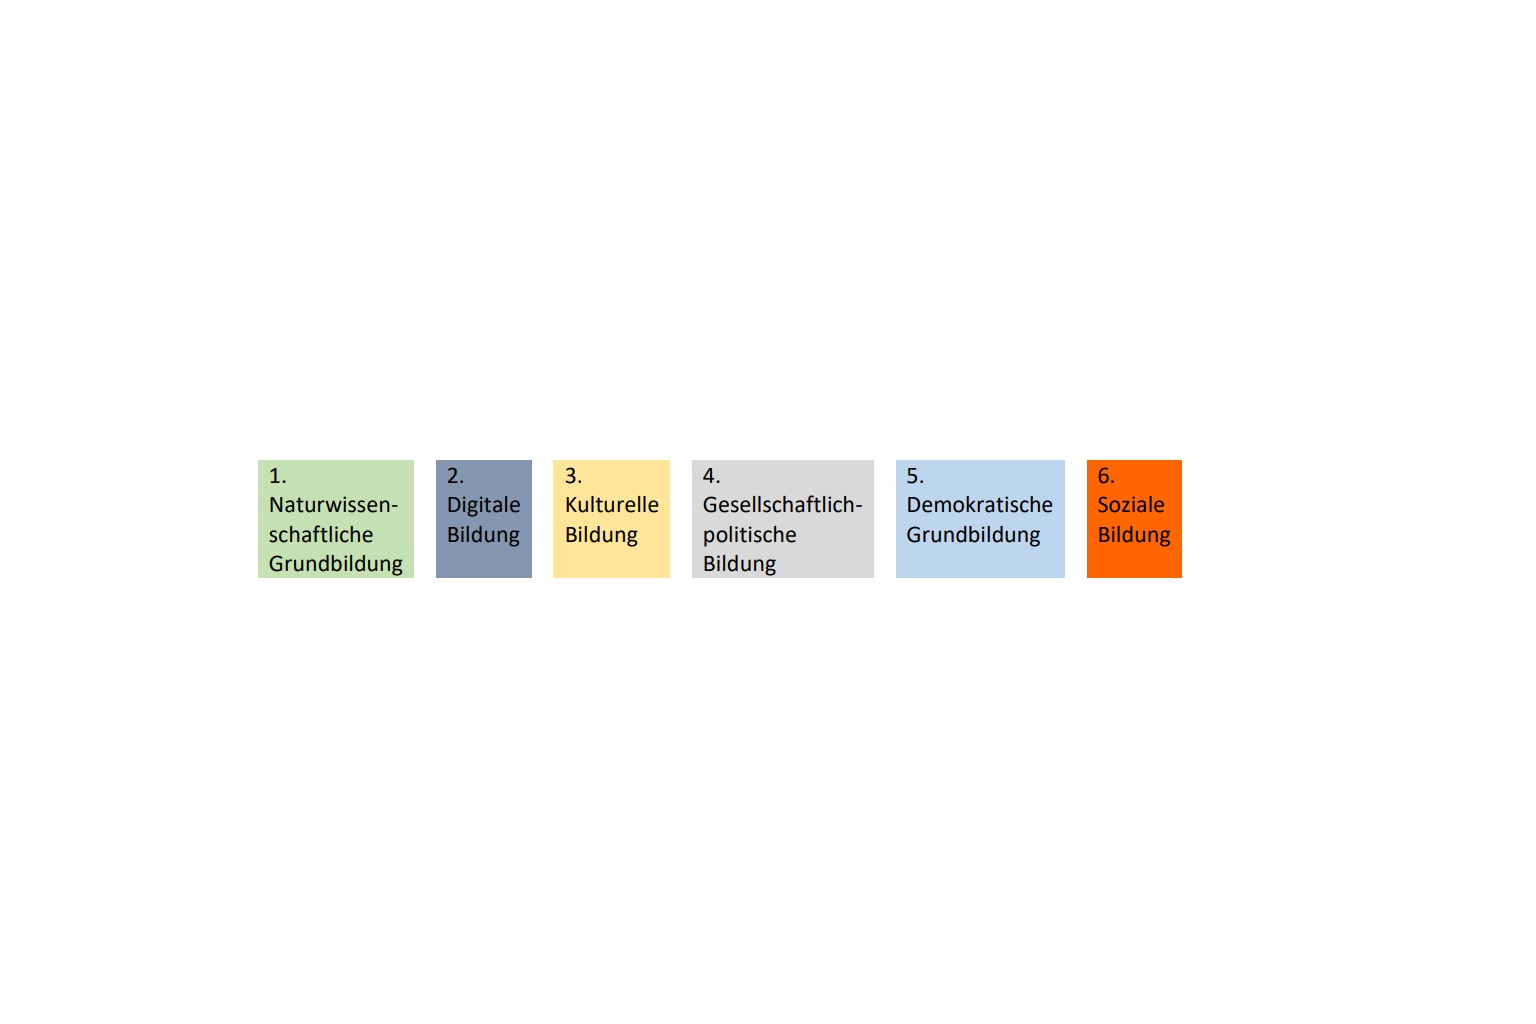 1.
Naturwissen-
schaftliche
Grundbildung
2.
Digitale
Bildung
3.
Kulturelle
Bildung
4.
Gesellschaftlich-
politische
Bildung
5.
Demokratische
Grundbildung
6.
Soziale
Bildung